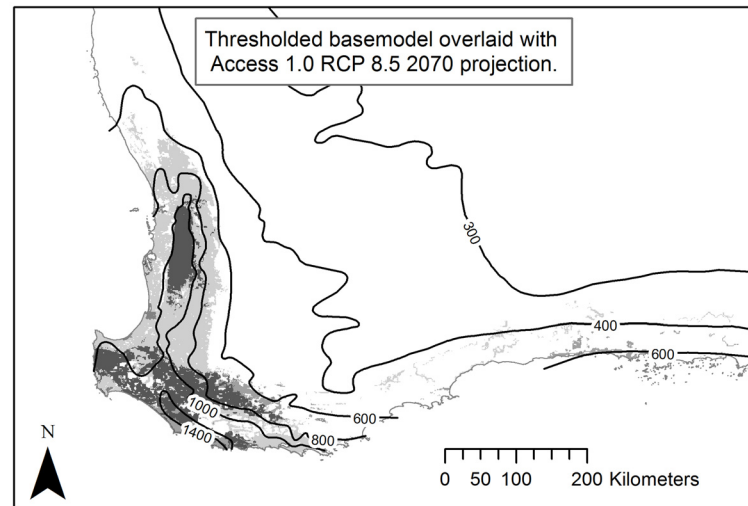 Thresholded basemodel overlaid with
Access 1.0 RCP 8.5 2070 projection.
300
400
600
1000
600
1400
800
N
0 50 100 200 Kilometers